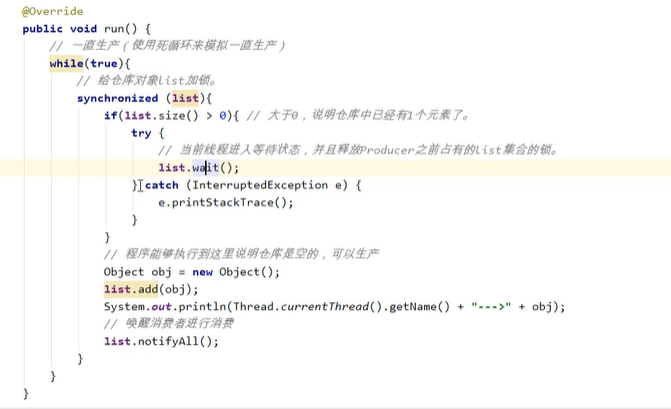 @Override
public void run() {
// 一直生产（使用死循环来模拟一直生产）
while(true){
// 给仓库对象List加锁。
synchronized (list){
if(list.size() > 0){ // 大于0，说明仓库中已经有1个元素了。
try {
// 当前线程进入等待状态，并且释放Producer之前占有的List集合的锁。
list.wait();
}catch (InterruptedException e) {
e.printStackTrace();
}
}
// 程序能够执行到这里说明仓库是空的，可以生产
Object obj = new Object();
list.add(obj);
System.out.println(Thread.currentThread().getName() + "--->" + obj);
// 唤醒消费者进行消费
list.notifyAll();
}
}
}